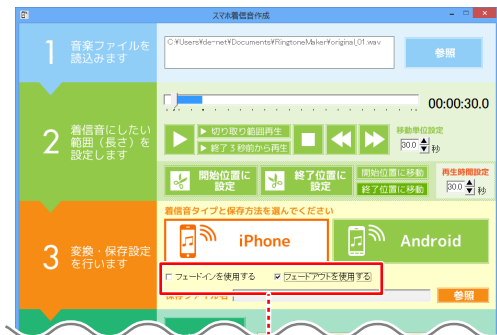 スマホ着信音作成
1 音楽ファイルを
読込みます
C:¥Users¥de-net¥Documents¥RingtoneMaker¥original_01.wav
参照
00:00:30.0
2 着信音にしたい
範囲（長さ）を
設定します
▶ 切り取り範囲再生
▶ 終了3秒前から再生
移動単位設定
30.0 秒
開始位置に
設定
終了位置に
設定
開始位置に移動
終了位置に移動
再生時間設定
30.0 秒
着信音タイプと保存方法を選んでください
3 変換・保存設定
を行います
iPhone
Android
フェードインを使用する
フェードアウトを使用する
保存ファイル名
参照